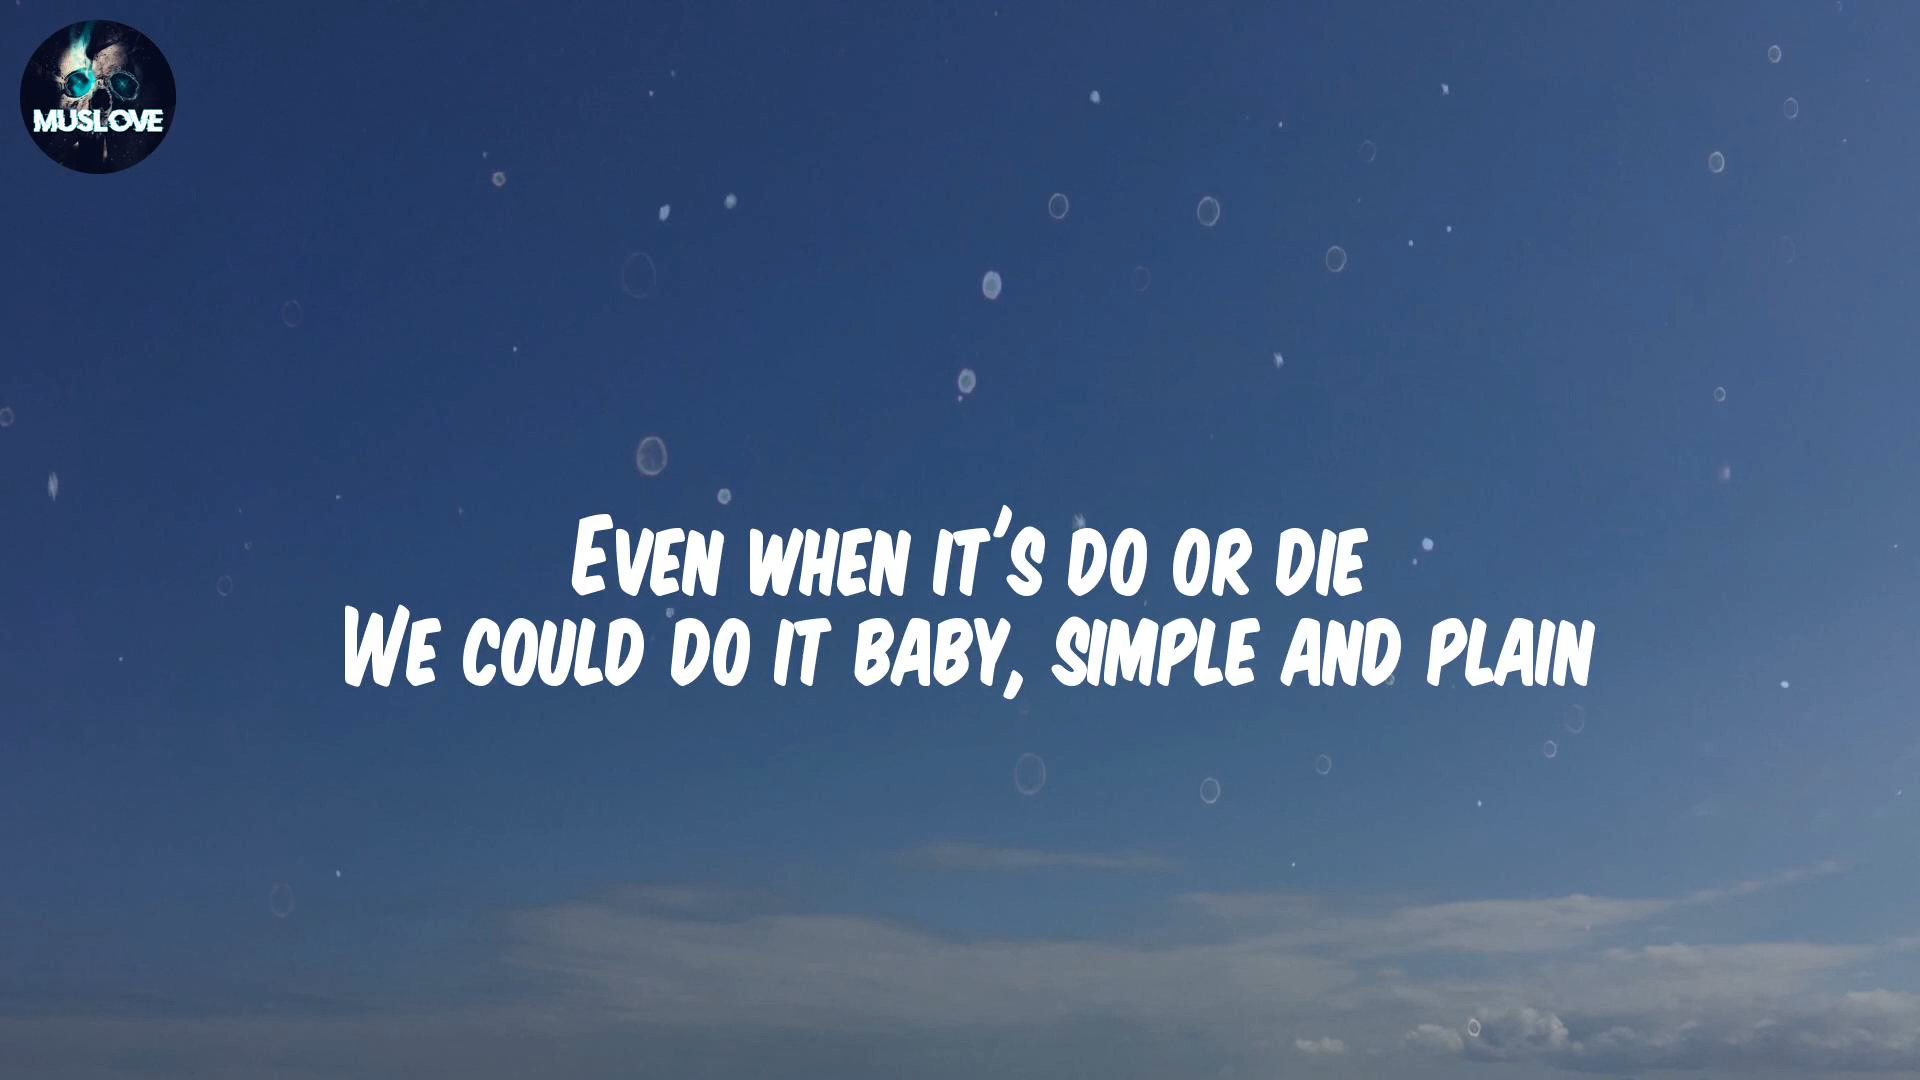 MUSLOVE
Even when it's do or die
We could do it baby, simple and plain